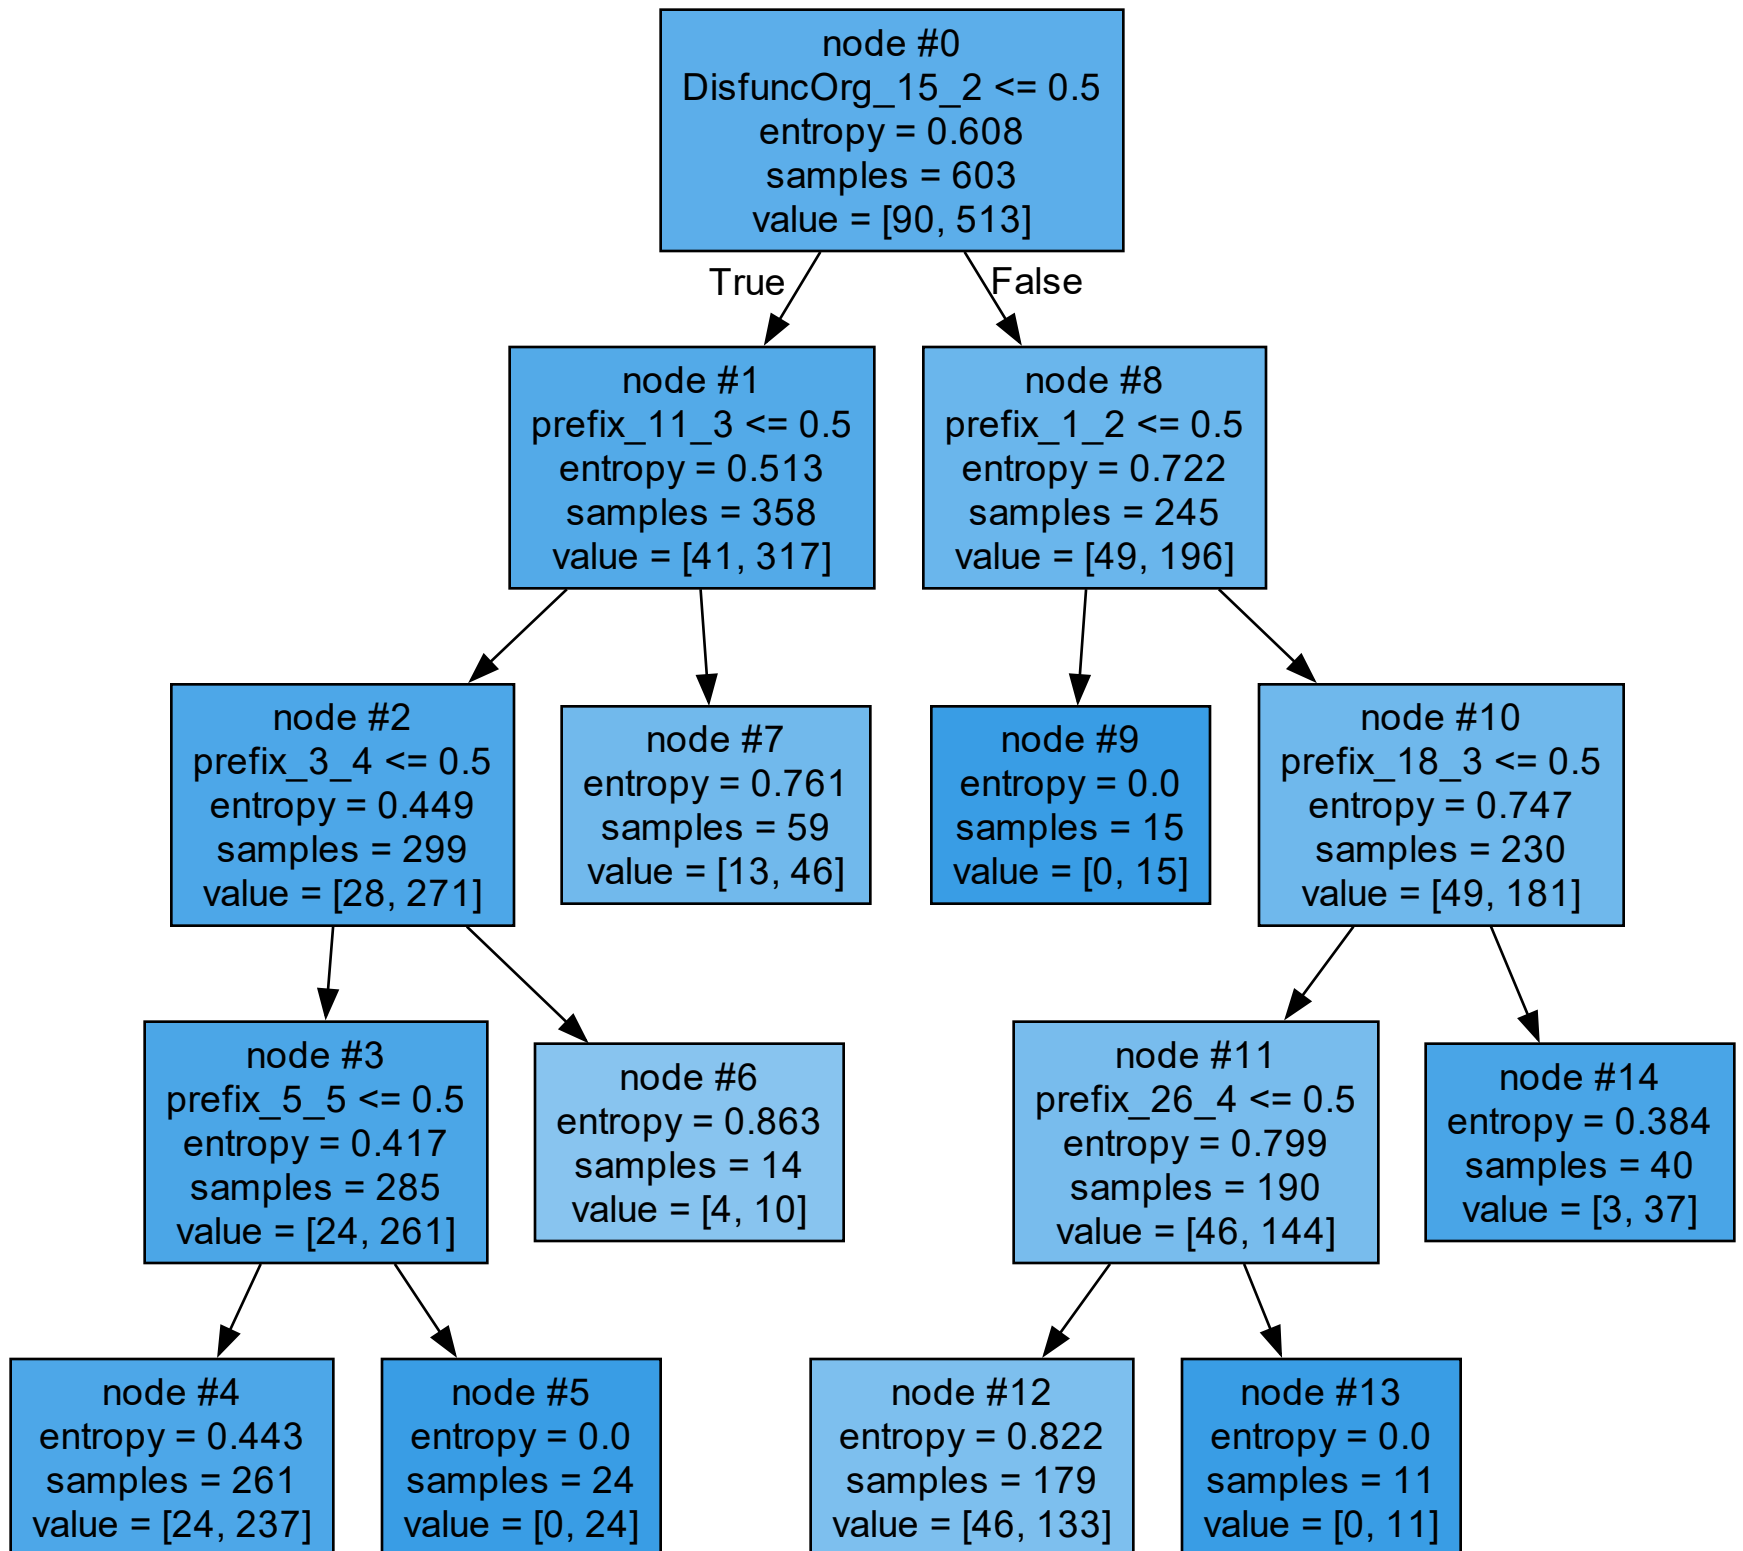 node #0
DisfuncOrg_15_2 <= 0.5
entropy = 0.608
samples = 603
value = [90, 513]
True
False
node #1
prefix_11_3 <= 0.5
entropy = 0.513
samples = 358
value = [41, 317]
node #8
prefix_1_2 <= 0.5
entropy = 0.722
samples = 245
value = [49, 196]
node #2
prefix_3_4 <= 0.5
entropy = 0.449
samples = 299
value = [28, 271]
node #7
entropy = 0.761
samples = 59
value = [13, 46]
node #9
entropy = 0.0
samples = 15
value = [0, 15]
node #10
prefix_18_3 <= 0.5
entropy = 0.747
samples = 230
value = [49, 181]
node #3
prefix_5_5 <= 0.5
entropy = 0.417
samples = 285
value = [24, 261]
node #6
entropy = 0.863
samples = 14
value = [4, 10]
node #11
prefix_26_4 <= 0.5
entropy = 0.799
samples = 190
value = [46, 144]
node #14
entropy = 0.384
samples = 40
value = [3, 37]
node #4
entropy = 0.443
samples = 261
value = [24, 237]
node #5
entropy = 0.0
samples = 24
value = [0, 24]
node #12
entropy = 0.822
samples = 179
value = [46, 133]
node #13
entropy = 0.0
samples = 11
value = [0, 11]